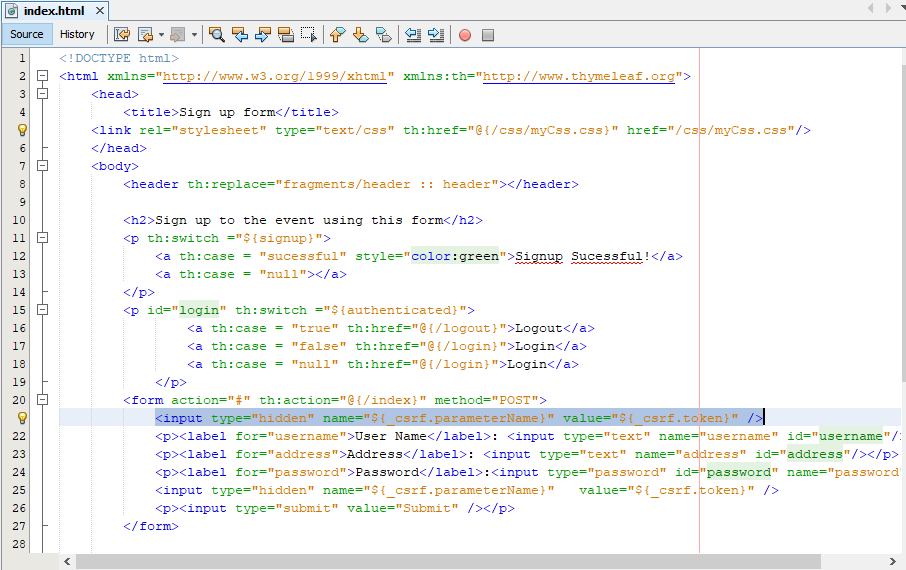 index.html
Source History
1 <!DOCTYPE html>
2 <html xmlns="http://www.w3.org/1999/xhtml" xmlns:th="http://www.thymeleaf.org">
3 <head>
4 <title>Sign up form</title>
<link rel="stylesheet" type="text/css" th:href="@{/css/myCss.css}" href="/css/myCss.css"/>
6 </head>
7 <body>
8 <header th:replace="fragments/header :: header"></header>
9
10 <h2>Sign up to the event using this form</h2>
11 <p th:switch ="${signup}">
12 <a th:case = "sucessful" style="color:green">Signup Sucessful!</a>
13 <a th:case = "null"></a>
14 </p>
15 <p id="login" th:switch ="${authenticated}">
16 <a th:case = "true" th:href="@{/logout}">Logout</a>
17 <a th:case = "false" th:href="@{/login}">Login</a>
18 <a th:case = "null" th:href="@{/login}">Login</a>
19 </p>
20 <form action="#" th:action="@{/index}" method="POST">
<input type="hidden" name="${_csrf.parameterName}" value="${_csrf.token}" />
22 <p><label for="username">User Name</label>: <input type="text" name="username" id="username"/
23 <p><label for="address">Address</label>: <input type="text" name="address" id="address"/></p>
24 <p><label for="password">Password</label>:<input type="password" id="password" name="password"
25 <input type="hidden" name="${_csrf.parameterName}" value="${_csrf.token}" />
26 <p><input type="submit" value="Submit" /></p>
27 </form>
28